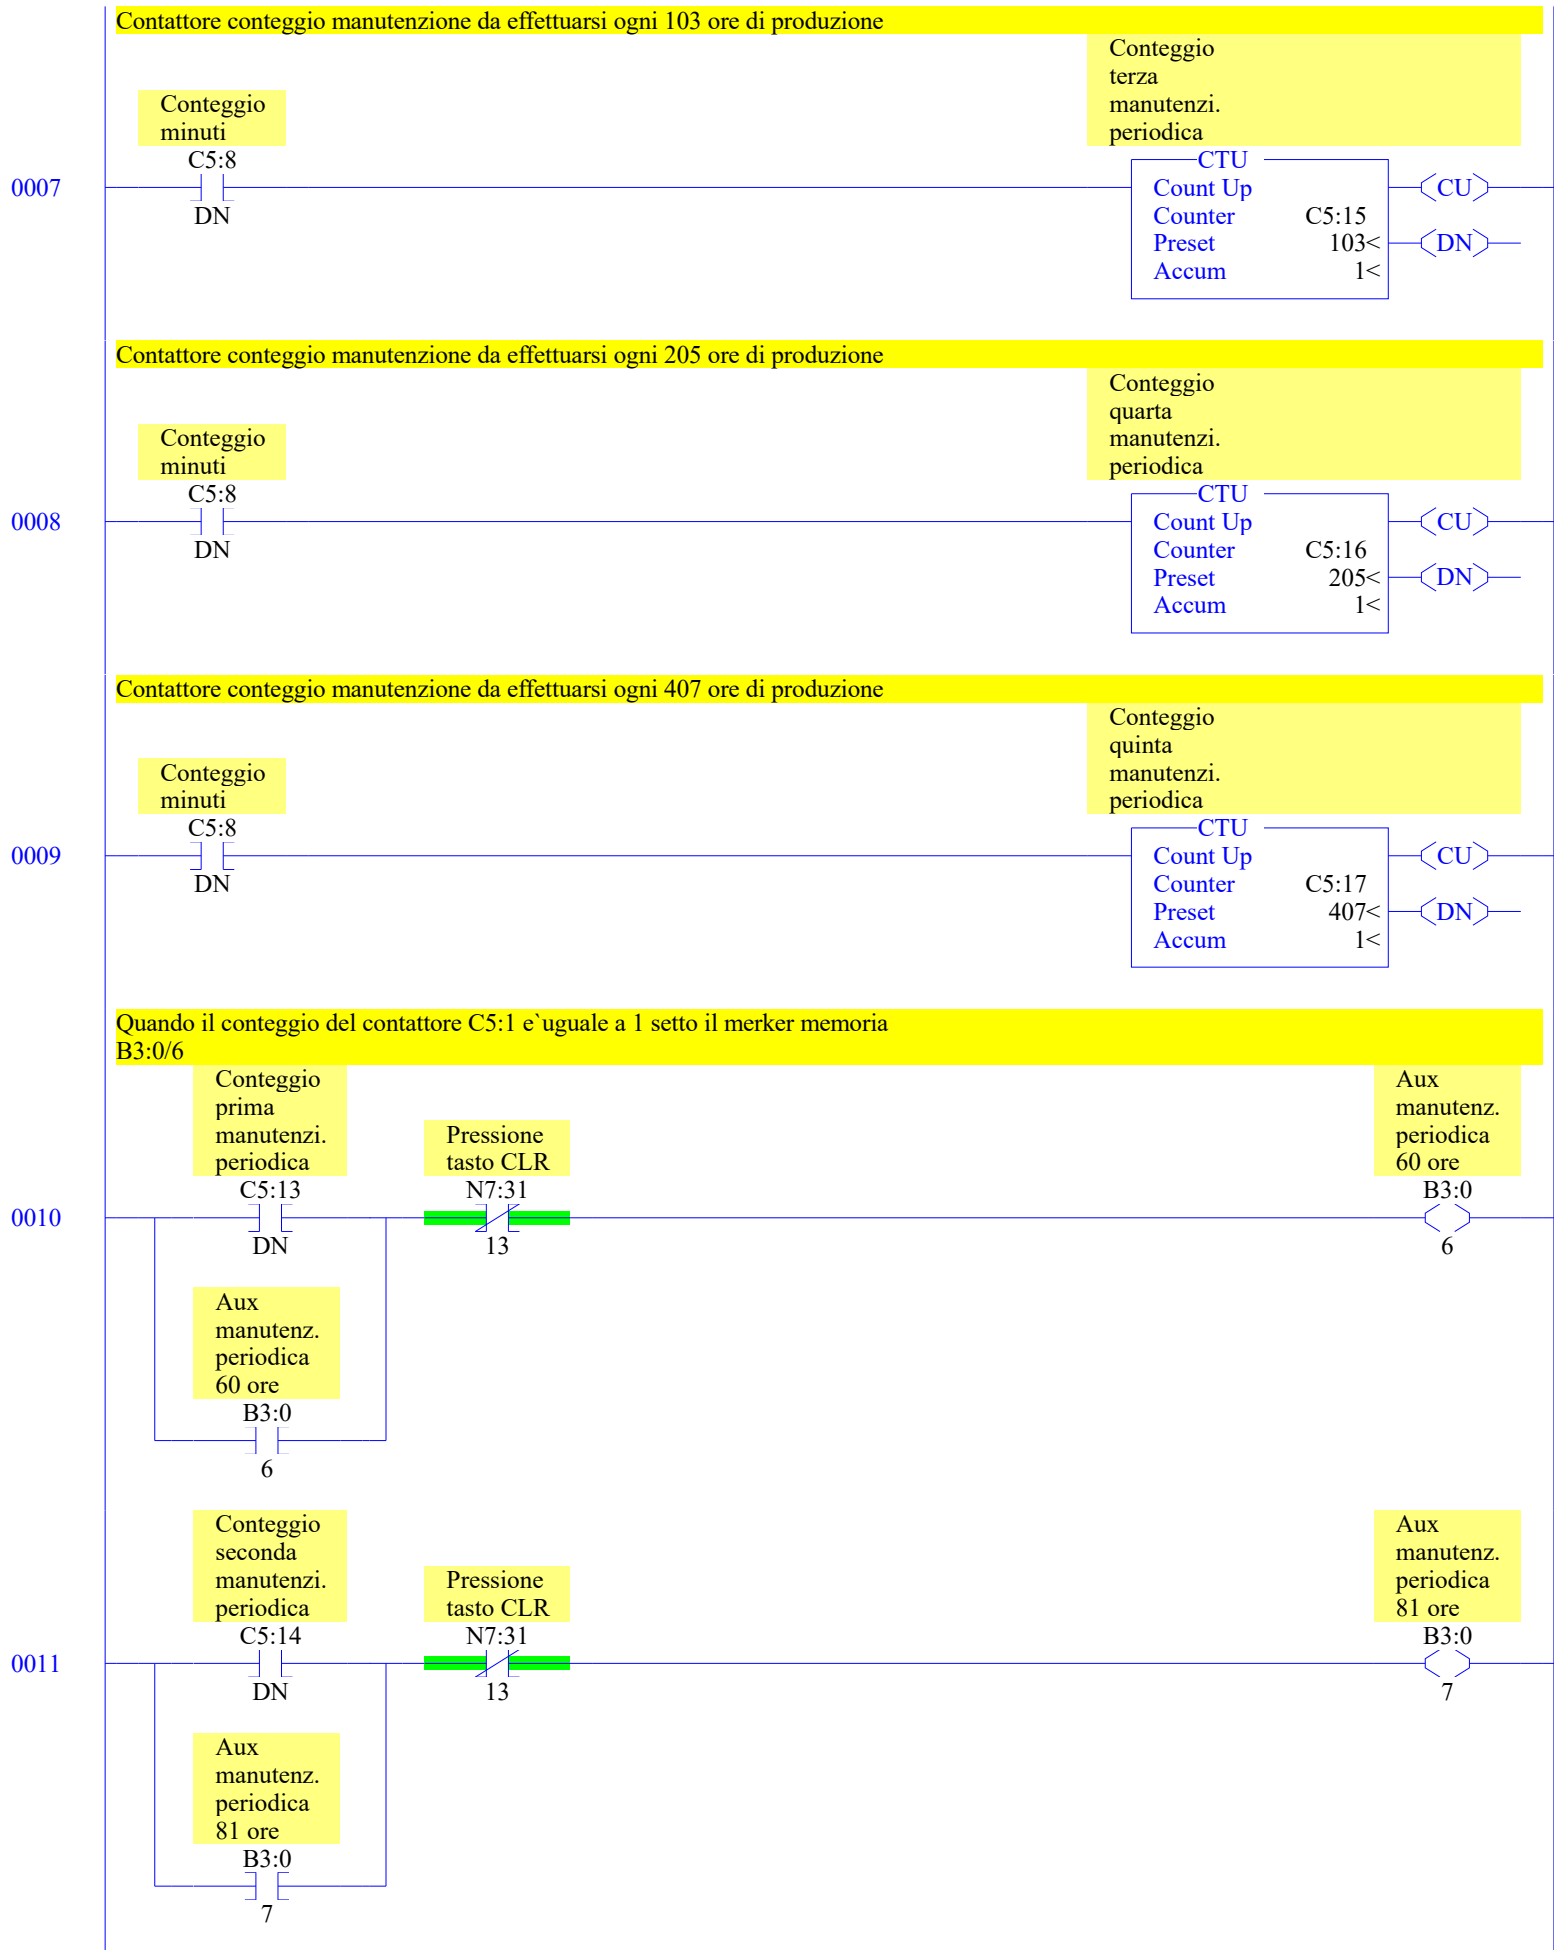 Contattore conteggio manutenzione da effettuarsi ogni 103 ore di produzione
Conteggio
terza
manutenzi.
periodica
Conteggio
minuti
C5:8
DN
0007
CTU
Count Up
Counter C5:15
Preset 103<
Accum 1<
CU
DN
Contattore conteggio manutenzione da effettuarsi ogni 205 ore di produzione
Conteggio
quarta
manutenzi.
periodica
Conteggio
minuti
C5:8
DN
0008
CTU
Count Up
Counter C5:16
Preset 205<
Accum 1<
CU
DN
Contattore conteggio manutenzione da effettuarsi ogni 407 ore di produzione
Conteggio
quinta
manutenzi.
periodica
Conteggio
minuti
C5:8
DN
0009
CTU
Count Up
Counter C5:17
Preset 407<
Accum 1<
CU
DN
Quando il conteggio del contattore C5:1 e`uguale a 1 setto il merker memoria
B3:0/6
Conteggio
prima
manutenzi.
periodica
C5:13
DN
0010
Pressione
tasto CLR
N7:31
13
Aux
manutenz.
periodica
60 ore
B3:0
6
Aux
manutenz.
periodica
60 ore
B3:0
6
Conteggio
seconda
manutenzi.
periodica
C5:14
DN
0011
Pressione
tasto CLR
N7:31
13
Aux
manutenz.
periodica
81 ore
B3:0
7
Aux
manutenz.
periodica
81 ore
B3:0
7